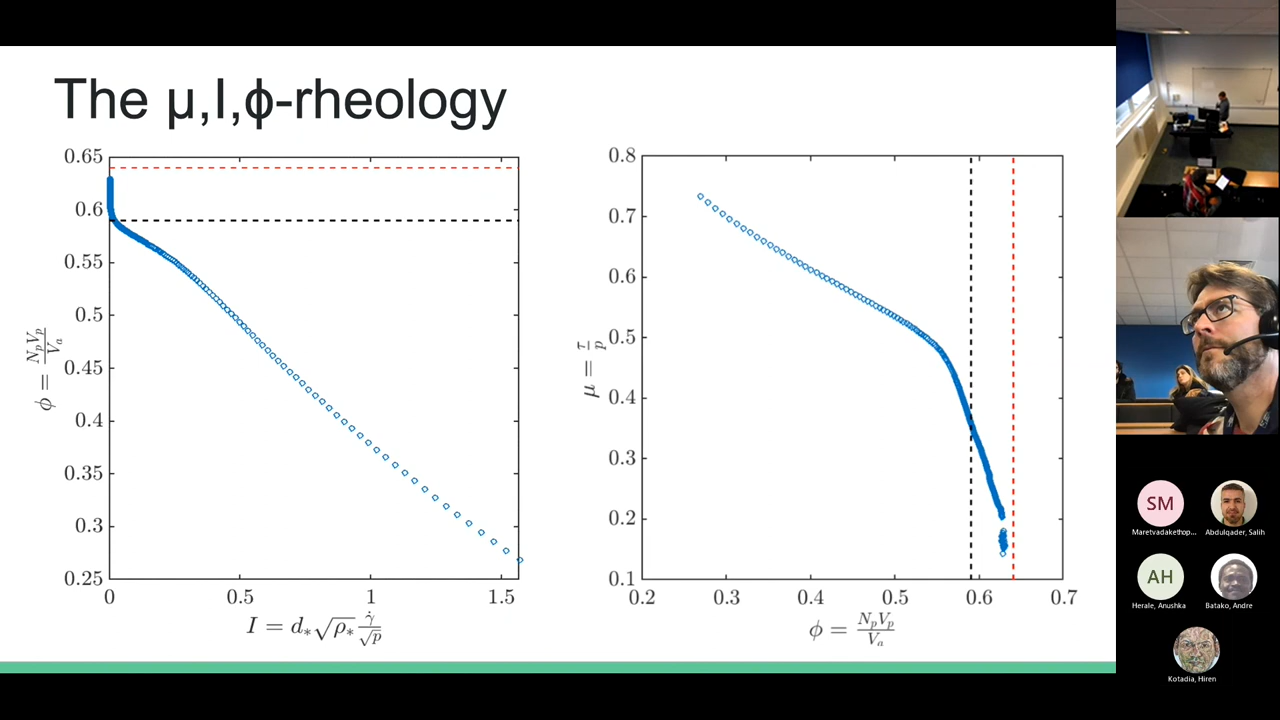 The μ,I,ϕ-rheology
0.65
0.6
0.55
0.5
0.45
0.4
0.35
0.3
0.25
0
0.5
1
1.5
ϕ = N_pV_p/V_a
I = d_*√ρ_* γ̇/√p
0.8
0.7
0.6
0.5
0.4
0.3
0.2
0.1
0.2
0.3
0.4
0.5
0.6
0.7
μ = τ/p
ϕ = N_pV_p/V_a
SM
Maretvadakethop...
Abdulqader, Salih
AH
Herale, Anushka
Batako, Andre
Kotadia, Hiren